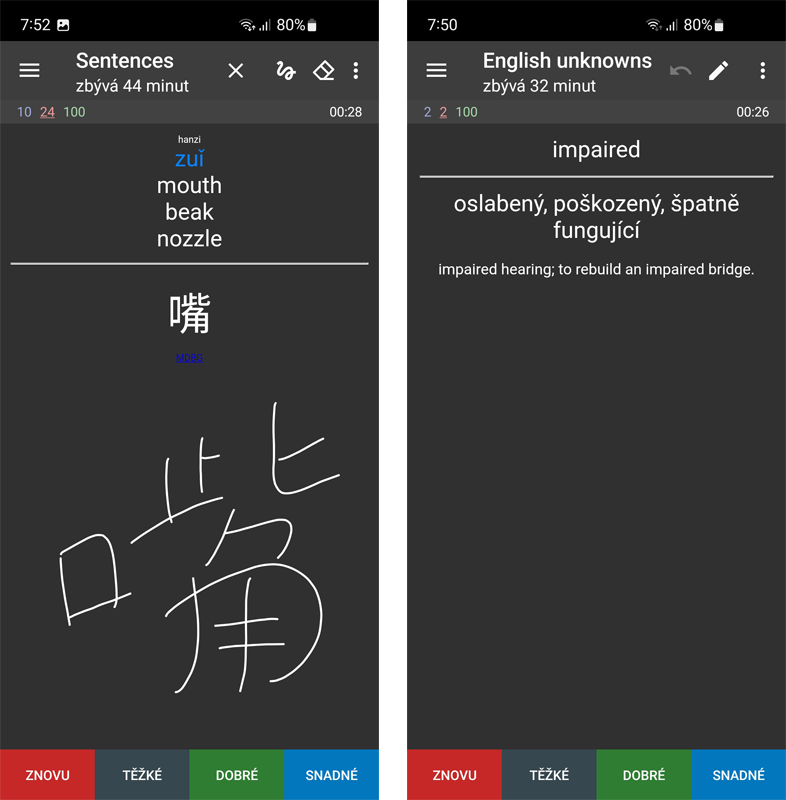 7:52 80%
Sentences
zbývá 44 minut
10 24 100 00:28
hanzi
zuǐ
mouth
beak
nozzle
嘴
MDBG
嘴
ZNOVU TĚŽKÉ DOBRÉ SNADNÉ
7:50 80%
English unknowns
zbývá 32 minut
2 2 100 00:26
impaired
oslabený, poškozený, špatně
fungující
impaired hearing; to rebuild an impaired bridge.
ZNOVU TĚŽKÉ DOBRÉ SNADNÉ